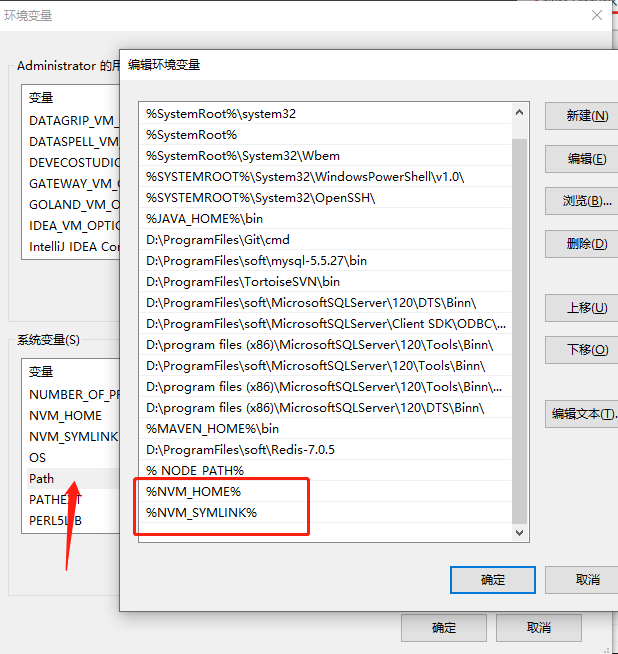 环境变量
Administrator 的用
变量
DATAGRIP_VM_
DATASPELL_VM_
DEVECOSTUDIO
GATEWAY_VM_O
GOLAND_VM_O
IDEA_VM_OPTIO
IntelliJ IDEA Cor
系统变量(S)
变量
NUMBER_OF_PR
NVM_HOME
NVM_SYMLINK
OS
Path
PATHEXT
PERL5LIB
确定
取消
编辑环境变量
%SystemRoot%\system32
%SystemRoot%
%SystemRoot%\System32\Wbem
%SYSTEMROOT%\System32\WindowsPowerShell\v1.0\
%SYSTEMROOT%\System32\OpenSSH\
%JAVA_HOME%\bin
D:\ProgramFiles\Git\cmd
D:\ProgramFiles\soft\mysql-5.5.27\bin
D:\ProgramFiles\TortoiseSVN\bin
D:\ProgramFiles\soft\MicrosoftSQLServer\120\DTS\Binn\
D:\ProgramFiles\soft\MicrosoftSQLServer\Client SDK\ODBC\...
D:\program files (x86)\MicrosoftSQLServer\120\Tools\Binn\
D:\ProgramFiles\soft\MicrosoftSQLServer\120\Tools\Binn\
D:\program files (x86)\MicrosoftSQLServer\120\Tools\Binn\...
D:\program files (x86)\MicrosoftSQLServer\120\DTS\Binn\
%MAVEN_HOME%\bin
D:\ProgramFiles\soft\Redis-7.0.5
% NODE_PATH%
%NVM_HOME%
%NVM_SYMLINK%
新建(N)
编辑(E)
浏览(B)...
删除(D)
上移(U)
下移(O)
编辑文本(T).
确定
取消